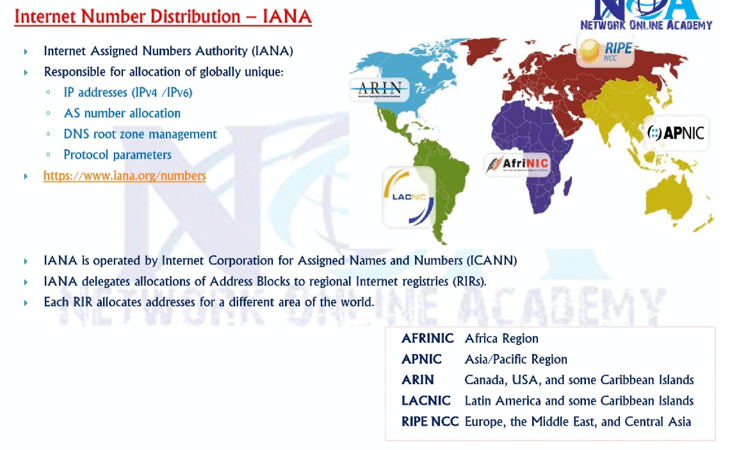 Internet Number Distribution – IANA
NOA
NETWORK ONLINE ACADEMY
Internet Assigned Numbers Authority (IANA)
Responsible for allocation of globally unique:
IP addresses (IPv4 /IPv6)
AS number allocation
DNS root zone management
Protocol parameters
https://www.iana.org/numbers
RIPE
NCC
ARIN
APNIC
AfriNIC
LACNIC
IANA is operated by Internet Corporation for Assigned Names and Numbers (ICANN)
IANA delegates allocations of Address Blocks to regional Internet registries (RIRs).
Each RIR allocates addresses for a different area of the world.
NETWORK ONLINE ACADEMY
AFRINIC Africa Region
APNIC Asia/Pacific Region
ARIN Canada, USA, and some Caribbean Islands
LACNIC Latin America and some Caribbean Islands
RIPE NCC Europe, the Middle East, and Central Asia